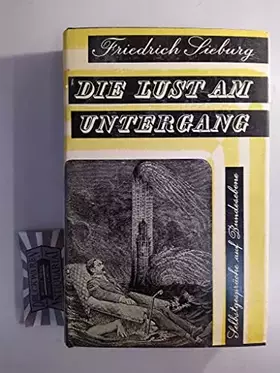 Friedrich Sieburg
DIE LUST AM
UNTERGANG
Selbstgespräche auf Bundesebene